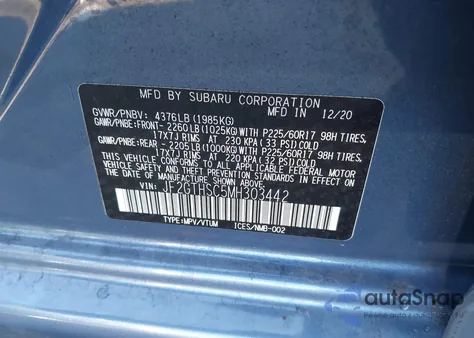 MFD BY SUBARU CORPORATION
GVWR/PNBV: 4376LB (1985KG) MADE IN 12/20
GAWR/PNBE:FRONT- 2260LB (1025KG) WITH P225/60R17 98H TIRES,
17X7J RIMS AT 230 KPA (33 PSI) COLD
GAWR/PNBE:REAR - 2205LB (1000KG) WITH P225/60R17 98H TIRES,
17X7J RIMS AT 220 KPA (32 PSI) COLD
THIS VEHICLE CONFORMS TO ALL APPLICABLE FEDERAL MOTOR
VEHICLE SAFETY, BUMPER, AND THEFT PREVENTION STANDARDS
IN EFFECT ON THE DATE OF MANUFACTURE SHOWN ABOVE.
VIN : JF2GTHSC5MH303442
TYPE:MPV/VTUM ICES/NMB-002
autoSnap